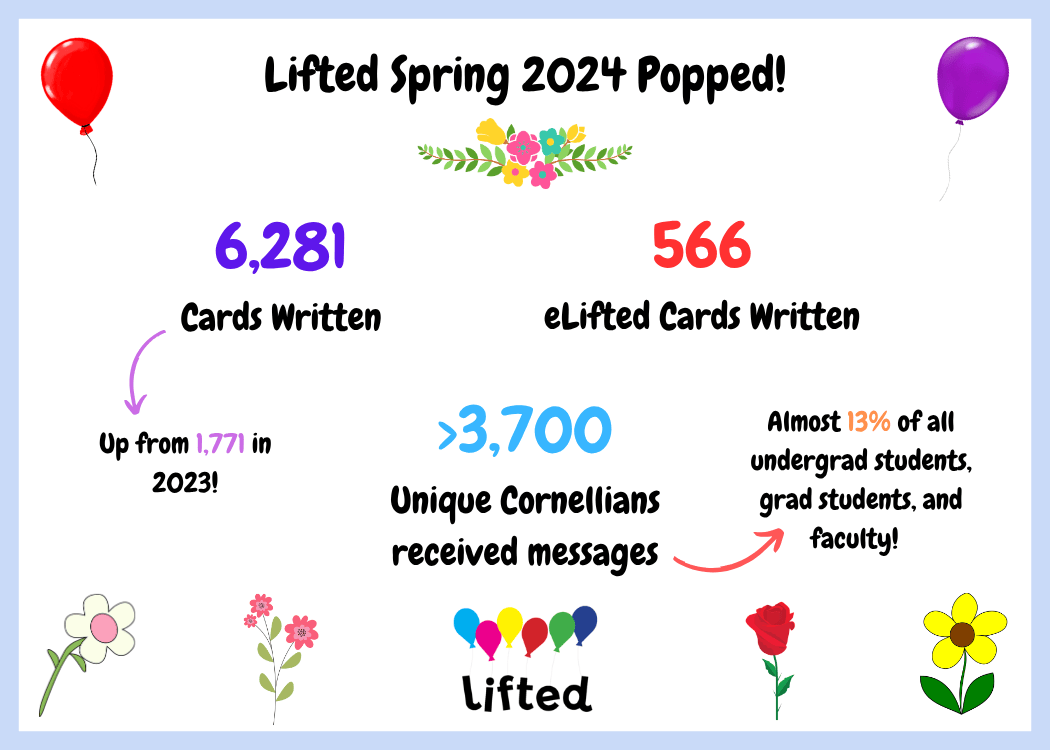 Lifted Spring 2024 Popped!
6,281
566
Cards Written
eLifted Cards Written
Up from 1,771 in
2023!
>3,700
Unique Cornellians
received messages
Almost 13% of all
undergrad students,
grad students, and
faculty!
lifted